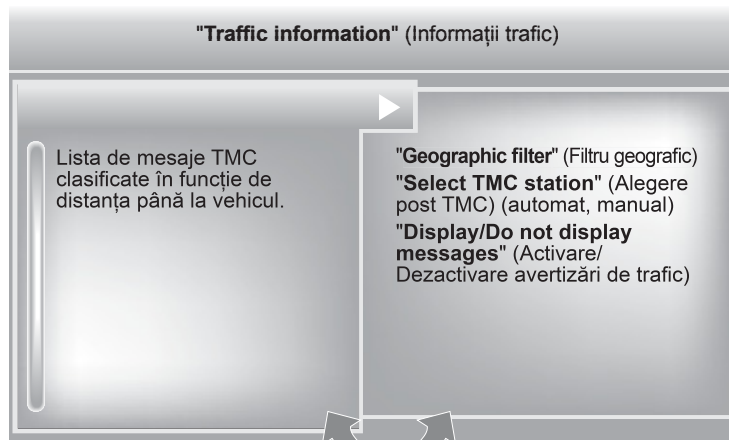 "Traffic information" (Informații trafic)
Lista de mesaje TMC
clasificate în funcție de
distanța până la vehicul.
"Geographic filter" (Filtru geografic)
"Select TMC station" (Alegere
post TMC) (automat, manual)
"Display/Do not display
messages" (Activare/
Dezactivare avertizări de trafic)